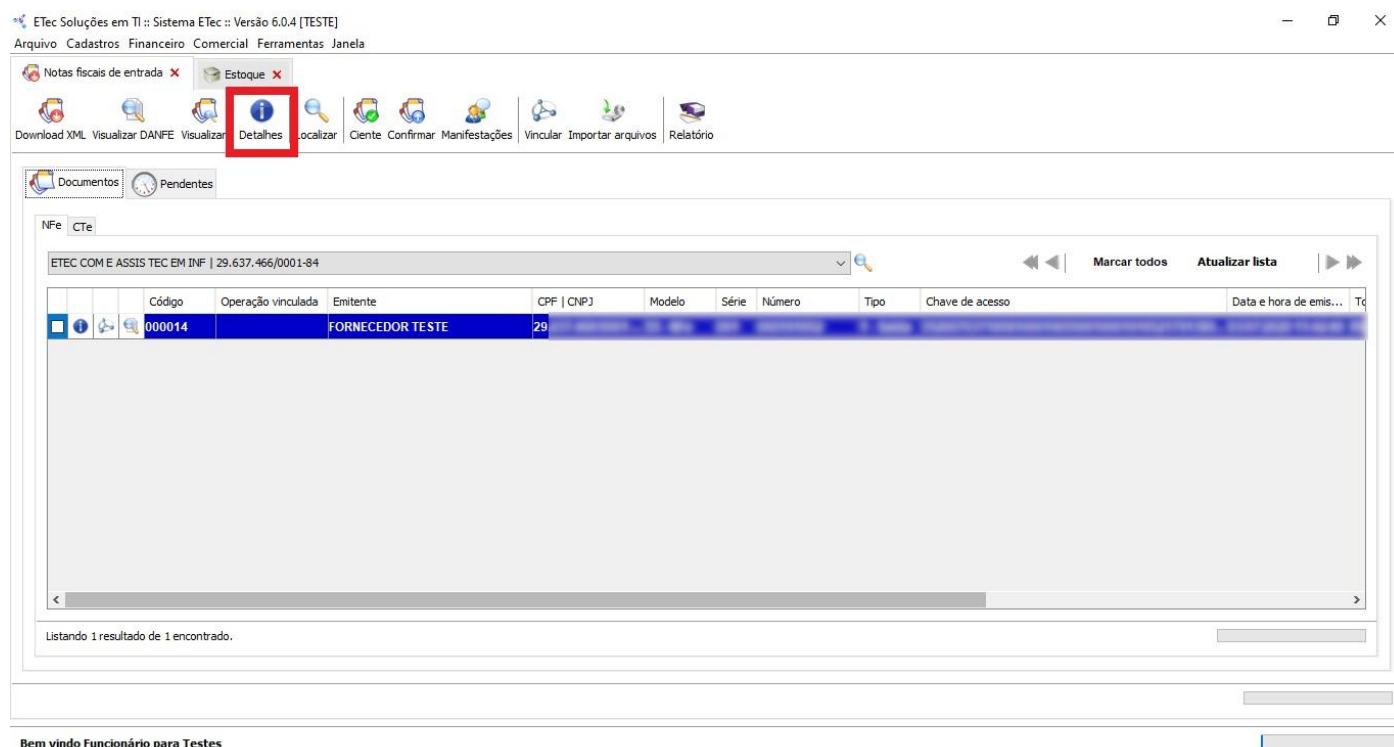 ETec Soluções em TI :: Sistema ETec :: Versão 6.0.4 [TESTE]
Arquivo Cadastros Financeiro Comercial Ferramentas Janela
Notas fiscais de entrada Estoque
Download XML Visualizar DANFE Visualizar Detalhes Localizar Ciente Confirmar Manifestações Vincular Importar arquivos Relatório
Documentos Pendentes
NFe CTe
ETEC COM E ASSIS TEC EM INF | 29.637.466/0001-84 Marcar todos Atualizar lista
Código Operação vinculada Emitente CPF | CNPJ Modelo Série Número Tipo Chave de acesso Data e hora de emis... To
000014 FORNECEDOR TESTE 29
Listando 1 resultado de 1 encontrado.
Bem vindo Funcionário para Testes